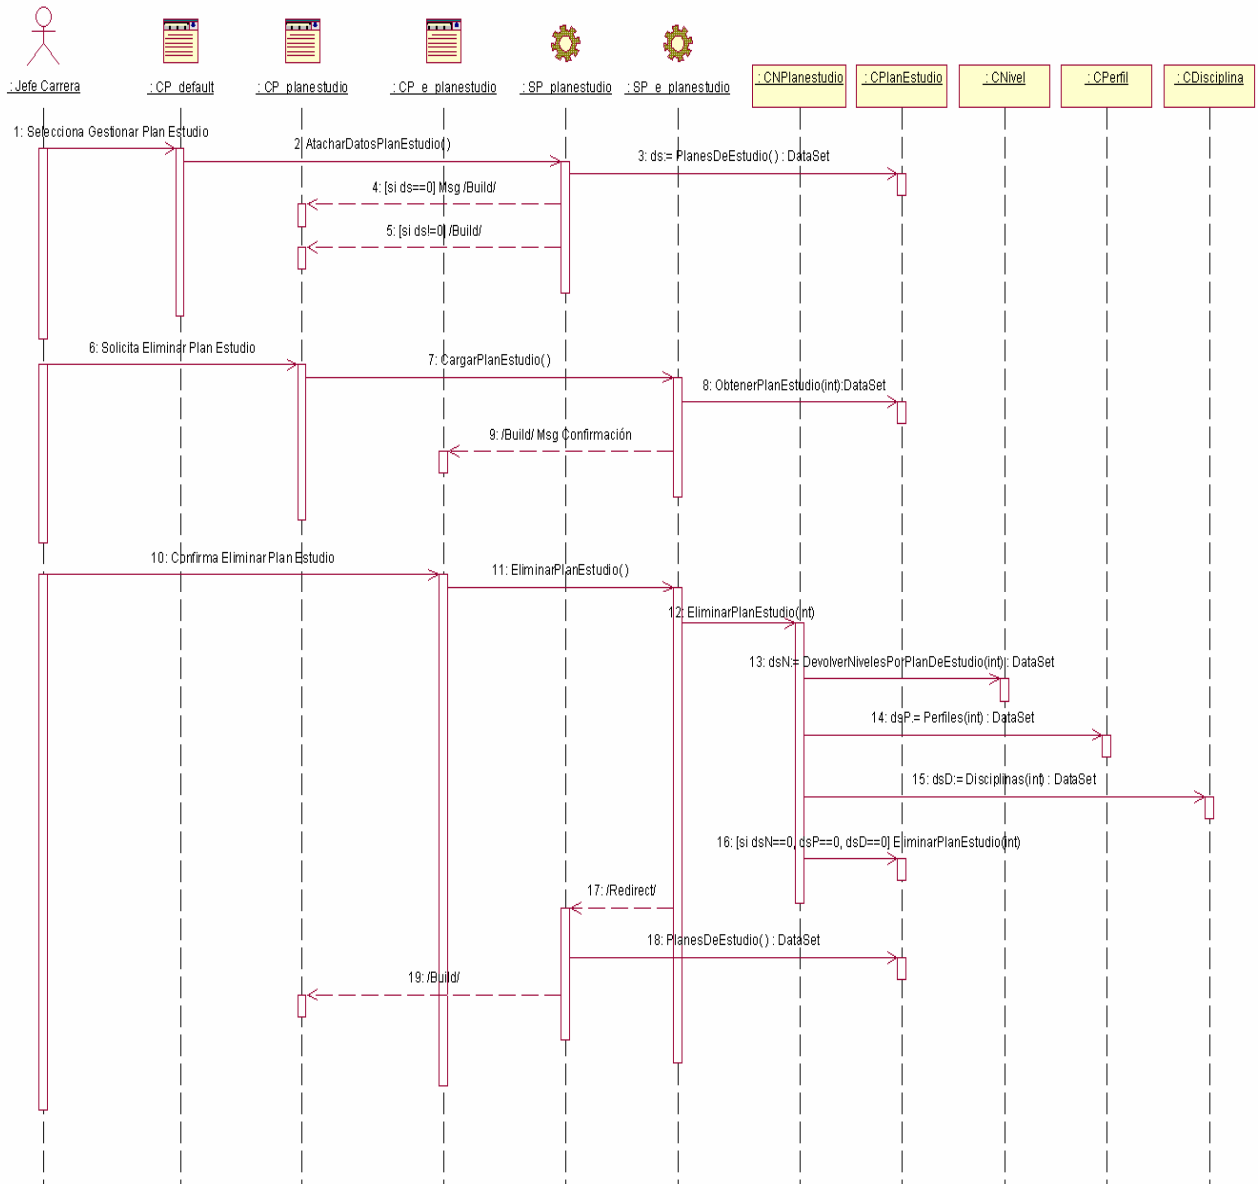 : Jefe Carrera
: CP_default
: CP_planestudio
: CP_e_planestudio
: SP_planestudio
: SP_e_planestudio
: CNPlanestudio
: CPlanEstudio
: CNivel
: CPerfil
: CDisciplina
1: Selecciona Gestionar Plan Estudio
2: AtacharDatosPlanEstudio( )
3: ds:= PlanesDeEstudio( ) : DataSet
4: [si ds==0] Msg /Build/
5: [si ds!=0] /Build/
6: Solicita Eliminar Plan Estudio
7: CargarPlanEstudio( )
8: ObtenerPlanEstudio(int):DataSet
9: /Build/ Msg Confirmación
10: Confirma Eliminar Plan Estudio
11: EliminarPlanEstudio( )
12: EliminarPlanEstudio(int)
13: dsN:= DevolverNivelesPorPlanDeEstudio(int) : DataSet
14: dsP:= Perfiles(int) : DataSet
15: dsD:= Disciplinas(int) : DataSet
16: [si dsN==0, dsP==0, dsD==0] EliminarPlanEstudio(int)
17: /Redirect/
18: PlanesDeEstudio( ) : DataSet
19: /Build/